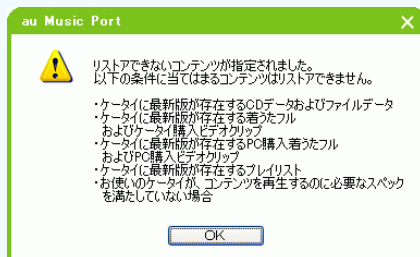 au Music Port
リストアできないコンテンツが指定されました。
以下の条件に当てはまるコンテンツはリストアできません。
・ケータイに最新版が存在するCDデータおよびファイルデータ
・ケータイに最新版が存在する着うたフル
およびケータイ購入ビデオクリップ
・ケータイに最新版が存在するPC購入着うたフル
およびPC購入ビデオクリップ
・ケータイに最新版が存在するプレイリスト
・お使いのケータイが、コンテンツを再生するのに必要なスペック
を満たしていない場合
OK